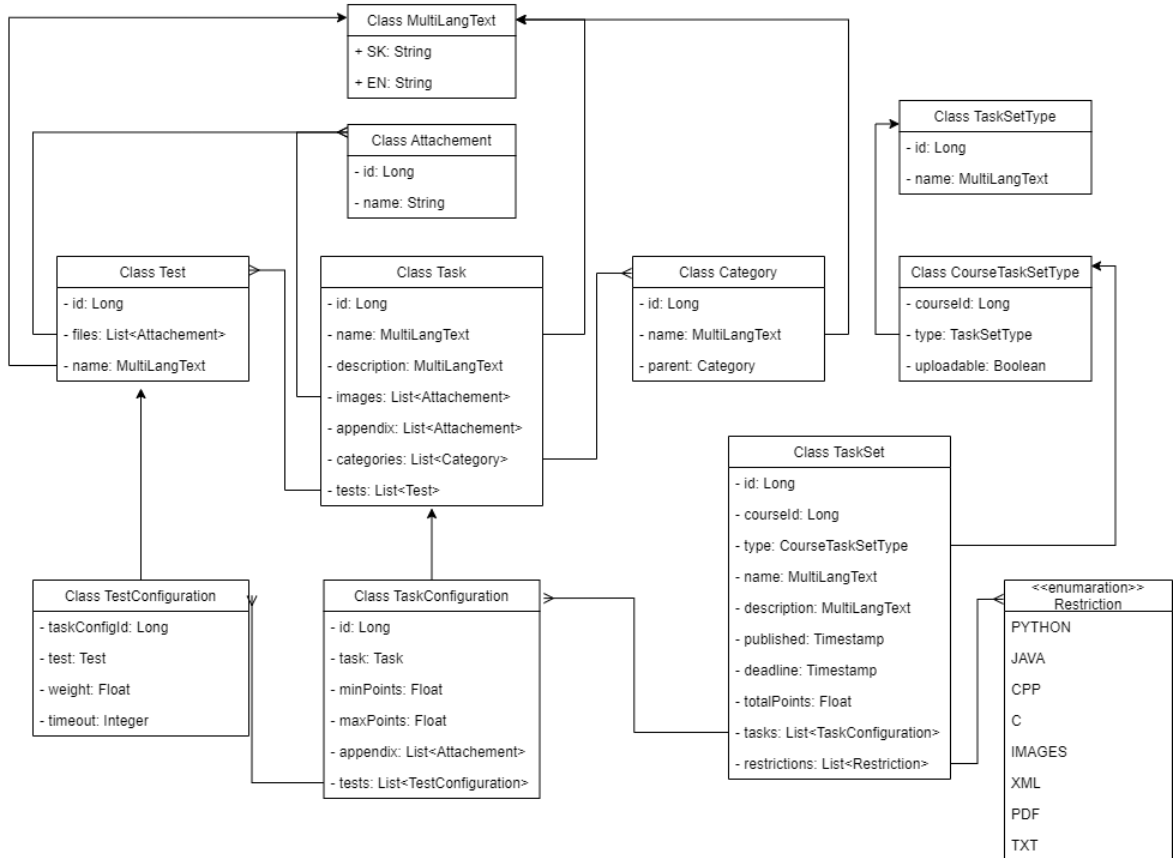 Class MultiLangText
+ SK: String
+ EN: String
Class Attachement
- id: Long
- name: String
Class TaskSetType
- id: Long
- name: MultiLangText
Class Test
- id: Long
- files: List<Attachement>
- name: MultiLangText
Class Task
- id: Long
- name: MultiLangText
- description: MultiLangText
- images: List<Attachement>
- appendix: List<Attachement>
- categories: List<Category>
- tests: List<Test>
Class Category
- id: Long
- name: MultiLangText
- parent: Category
Class CourseTaskSetType
- courseId: Long
- type: TaskSetType
- uploadable: Boolean
Class TaskSet
- id: Long
- courseId: Long
- type: CourseTaskSetType
- name: MultiLangText
- description: MultiLangText
- published: Timestamp
- deadline: Timestamp
- totalPoints: Float
- tasks: List<TaskConfiguration>
- restrictions: List<Restriction>
Class TestConfiguration
- taskConfigId: Long
- test: Test
- weight: Float
- timeout: Integer
Class TaskConfiguration
- id: Long
- task: Task
- minPoints: Float
- maxPoints: Float
- appendix: List<Attachement>
- tests: List<TestConfiguration>
<<enumaration>>
Restriction
PYTHON
JAVA
CPP
C
IMAGES
XML
PDF
TXT